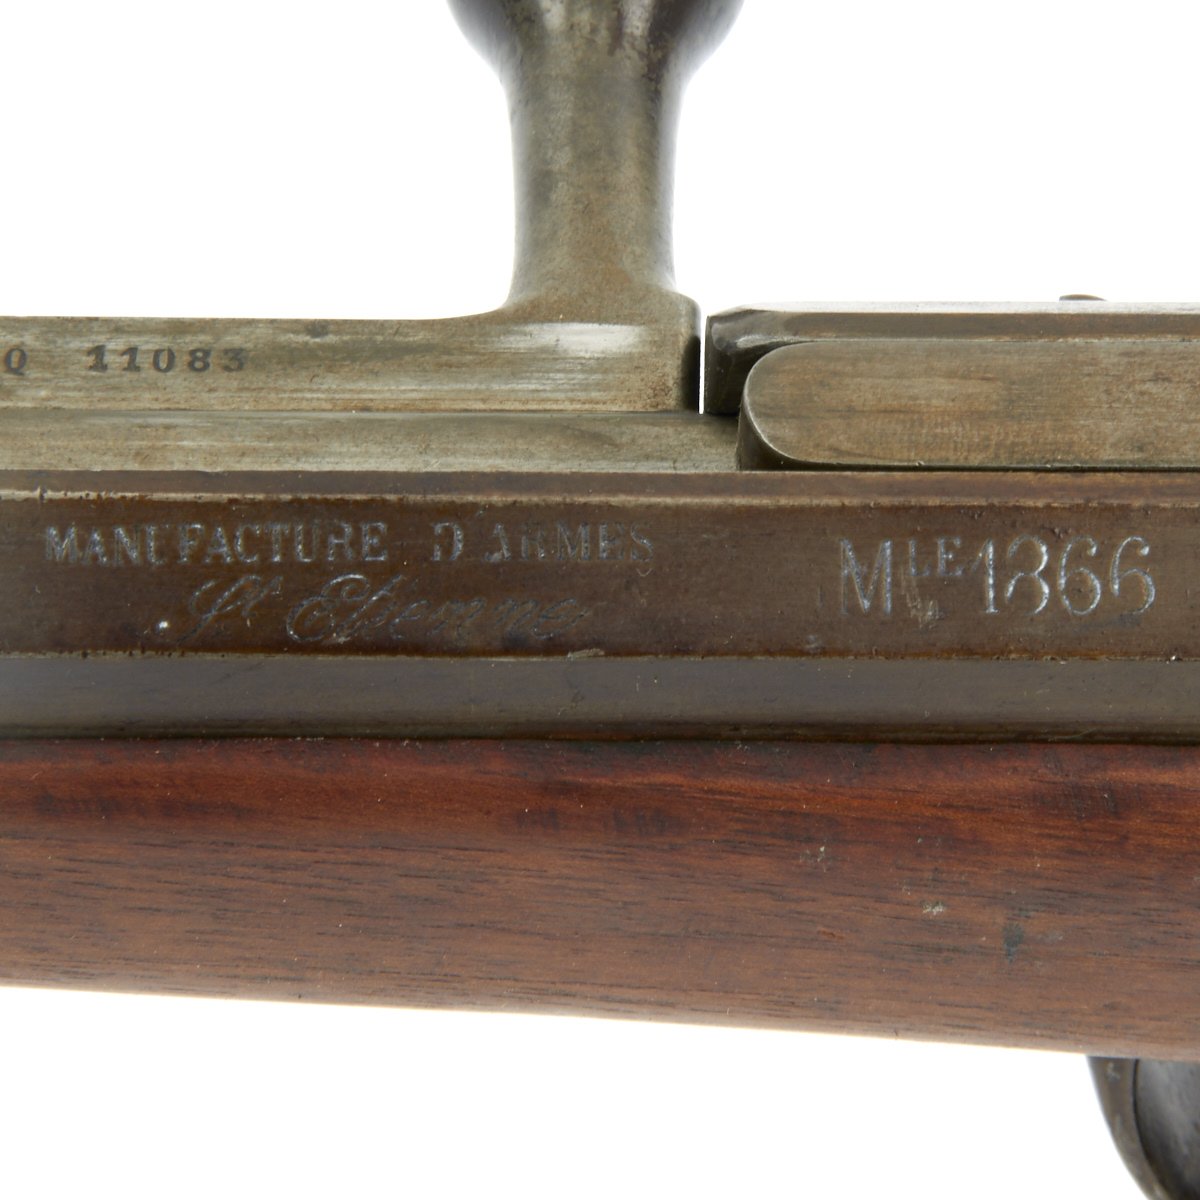 Q 11083
MANUFACTURE D'ARMES
St Etienne
MLE 1866